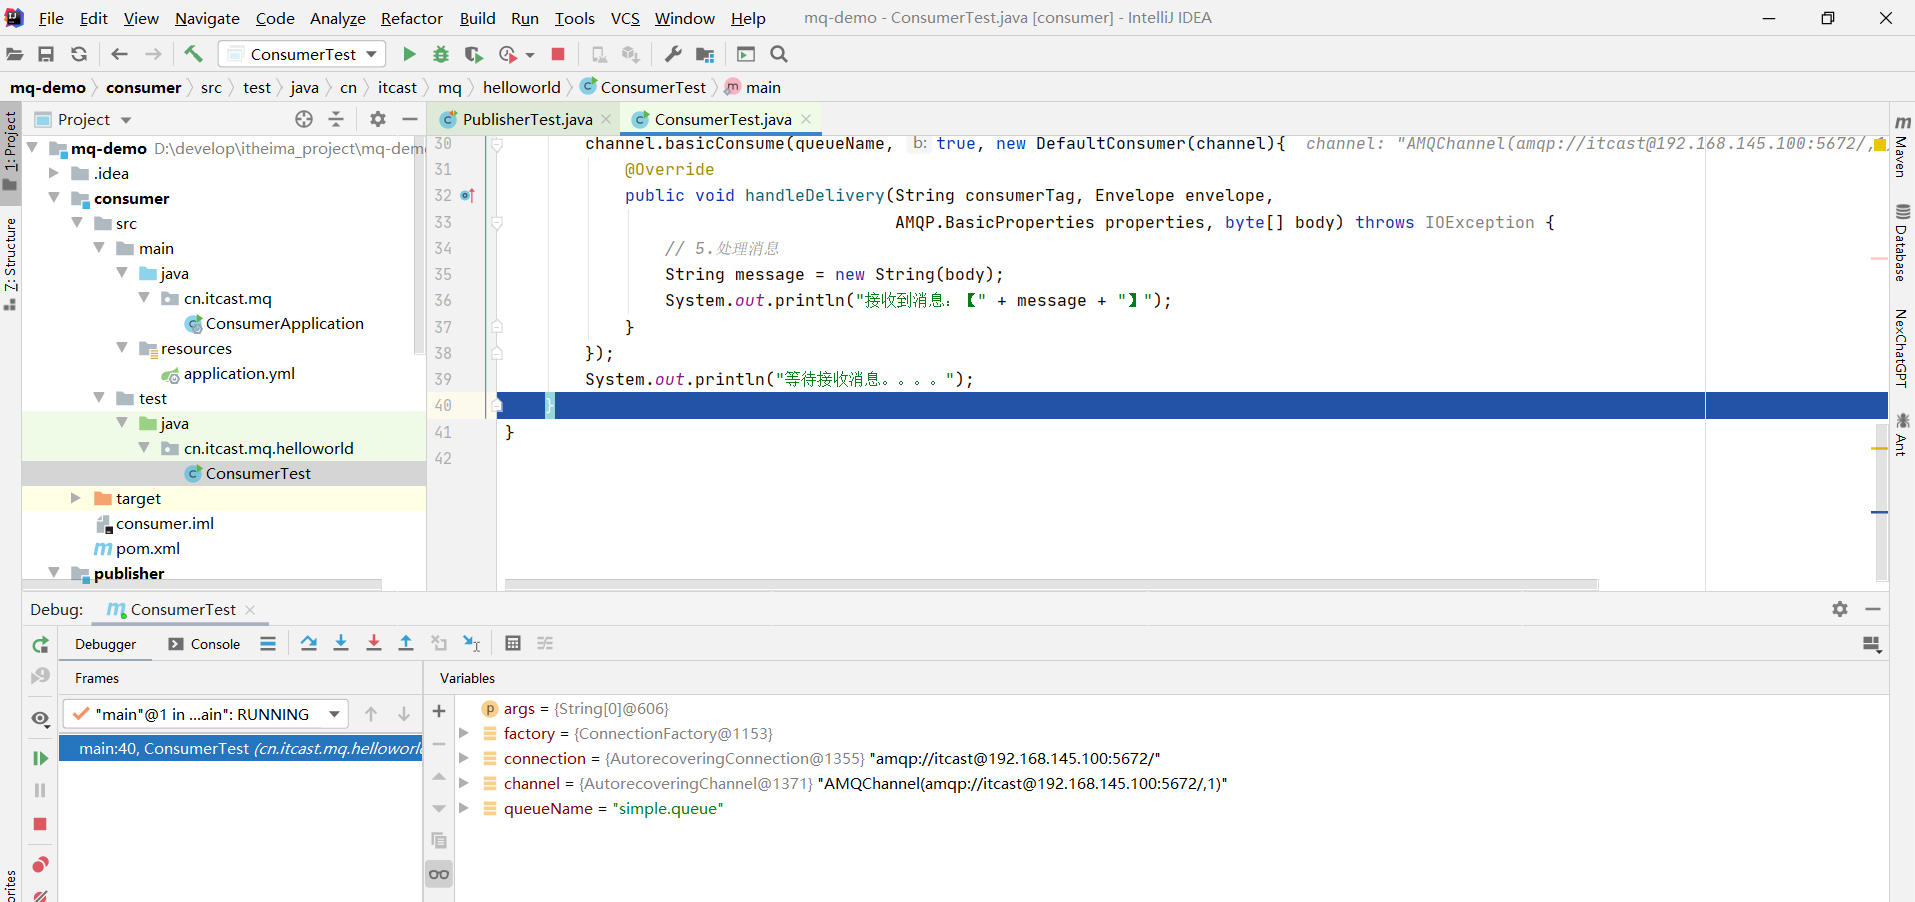 File Edit View Navigate Code Analyze Refactor Build Run Tools VCS Window Help mq-demo - ConsumerTest.java [consumer] - IntelliJ IDEA
ConsumerTest
mq-demo consumer src test java cn itcast mq helloworld ConsumerTest main
1: Project
Z: Structure
Project
mq-demo D:\develop\itheima_project\mq-demo
.idea
consumer
src
main
java
cn.itcast.mq
ConsumerApplication
resources
application.yml
test
java
cn.itcast.mq.helloworld
ConsumerTest
target
consumer.iml
pom.xml
publisher
PublisherTest.java ConsumerTest.java
30 channel.basicConsume(queueName, b: true, new DefaultConsumer(channel){ channel: "AMQChannel(amqp://itcast@192.168.145.100:5672/,1
31 @Override
32 public void handleDelivery(String consumerTag, Envelope envelope,
33 AMQP.BasicProperties properties, byte[] body) throws IOException {
34 // 5.处理消息
35 String message = new String(body);
36 System.out.println("接收到消息：【" + message + "】");
37 }
38 });
39 System.out.println("等待接收消息。。。。");
40 }
41 }
42
Maven
Database
NexChatGPT
Ant
Debug: ConsumerTest
Debugger Console
Frames
"main"@1 in ...ain": RUNNING
main:40, ConsumerTest (cn.itcast.mq.helloworld
Variables
args = {String[0]@606}
factory = {ConnectionFactory@1153}
connection = {AutorecoveringConnection@1355} "amqp://itcast@192.168.145.100:5672/"
channel = {AutorecoveringChannel@1371} "AMQChannel(amqp://itcast@192.168.145.100:5672/,1)"
queueName = "simple.queue"